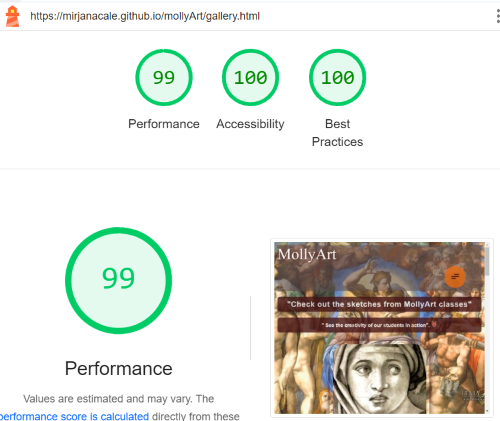 https://mirjanacale.github.io/mollyArt/gallery.html
99 100 100
Performance Accessibility Best
Practices
99
Performance
Values are estimated and may vary. The
performance score is calculated directly from these
MollyArt
"Check out the sketches from MollyArt classes"
" See the creativity of our students in action".